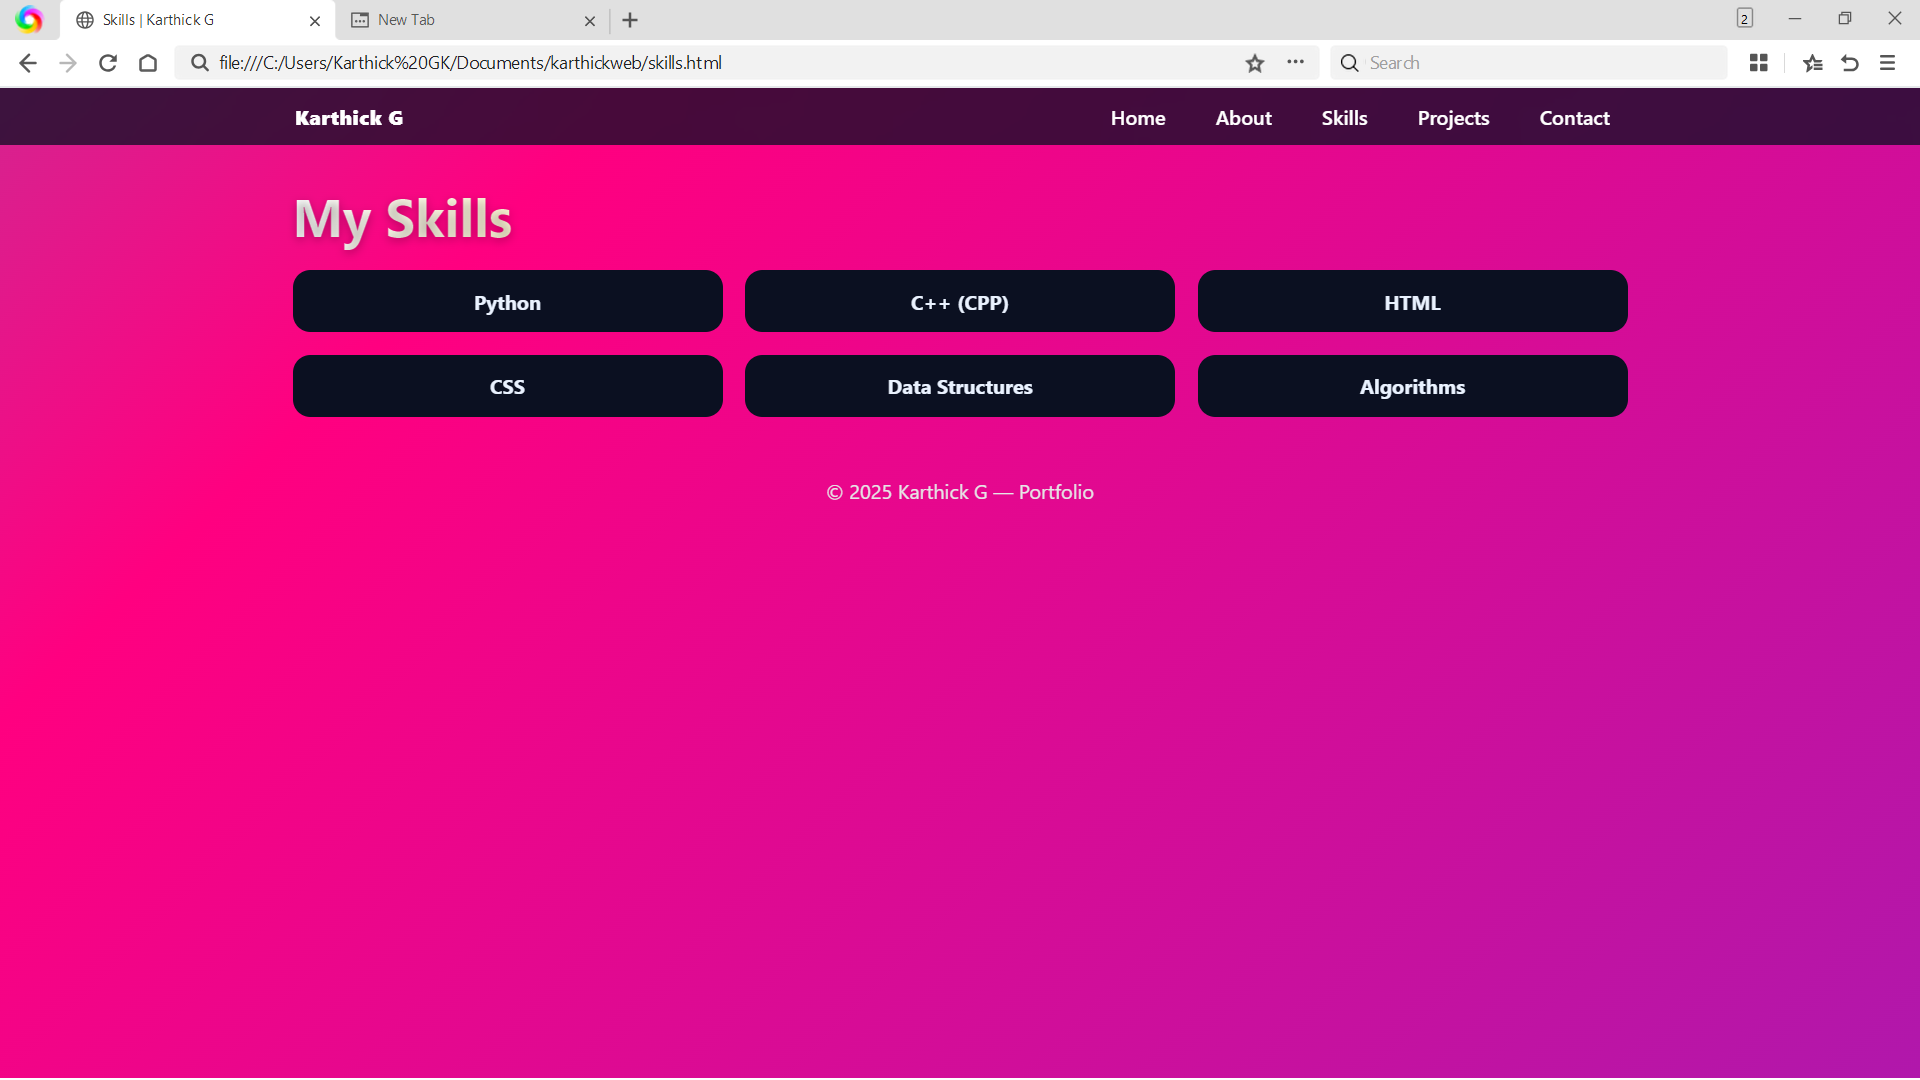 Skills | Karthick G
New Tab
2
file:///C:/Users/Karthick%20GK/Documents/karthickweb/skills.html
Search
Karthick G
Home
About
Skills
Projects
Contact
My Skills
Python
C++ (CPP)
HTML
CSS
Data Structures
Algorithms
© 2025 Karthick G — Portfolio